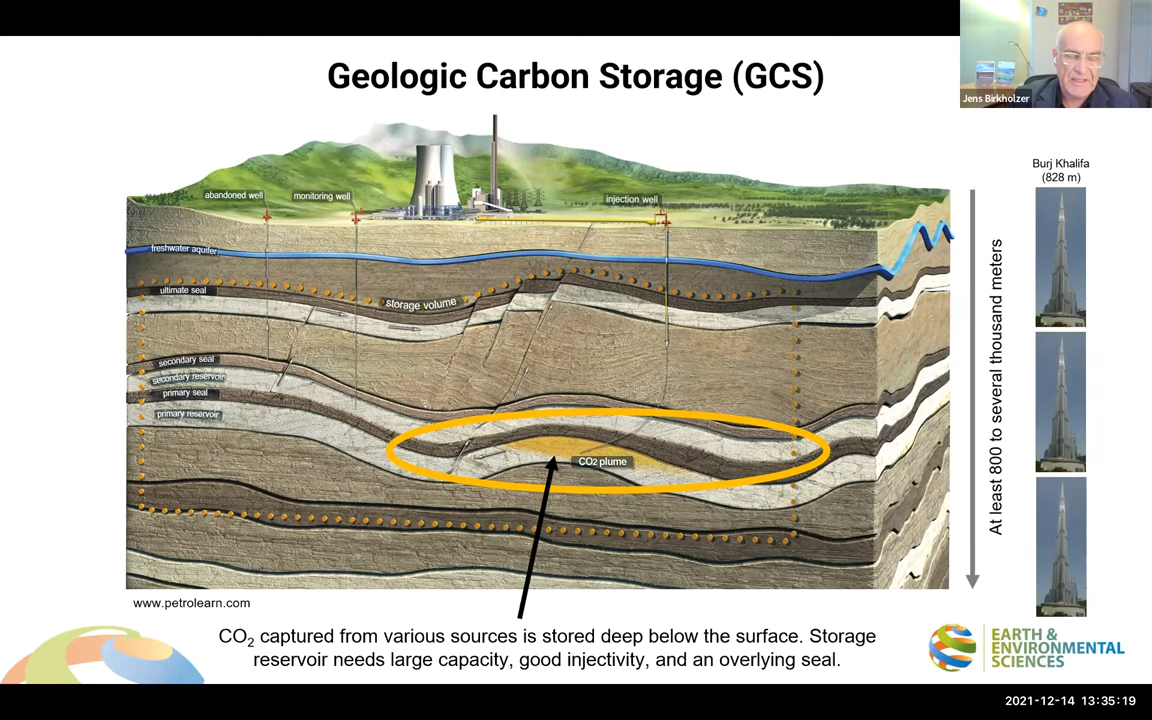 Geologic Carbon Storage (GCS)
Jens Birkholzer
Burj Khalifa
(828 m)
abandoned well
monitoring well
injection well
freshwater aquifer
ultimate seal
storage volume
secondary seal
secondary reservoir
primary seal
primary reservoir
CO2 plume
At least 800 to several thousand meters
www.petrolearn.com
CO2 captured from various sources is stored deep below the surface. Storage
reservoir needs large capacity, good injectivity, and an overlying seal.
EARTH &
ENVIRONMENTAL
SCIENCES
2021-12-14 13:35:19